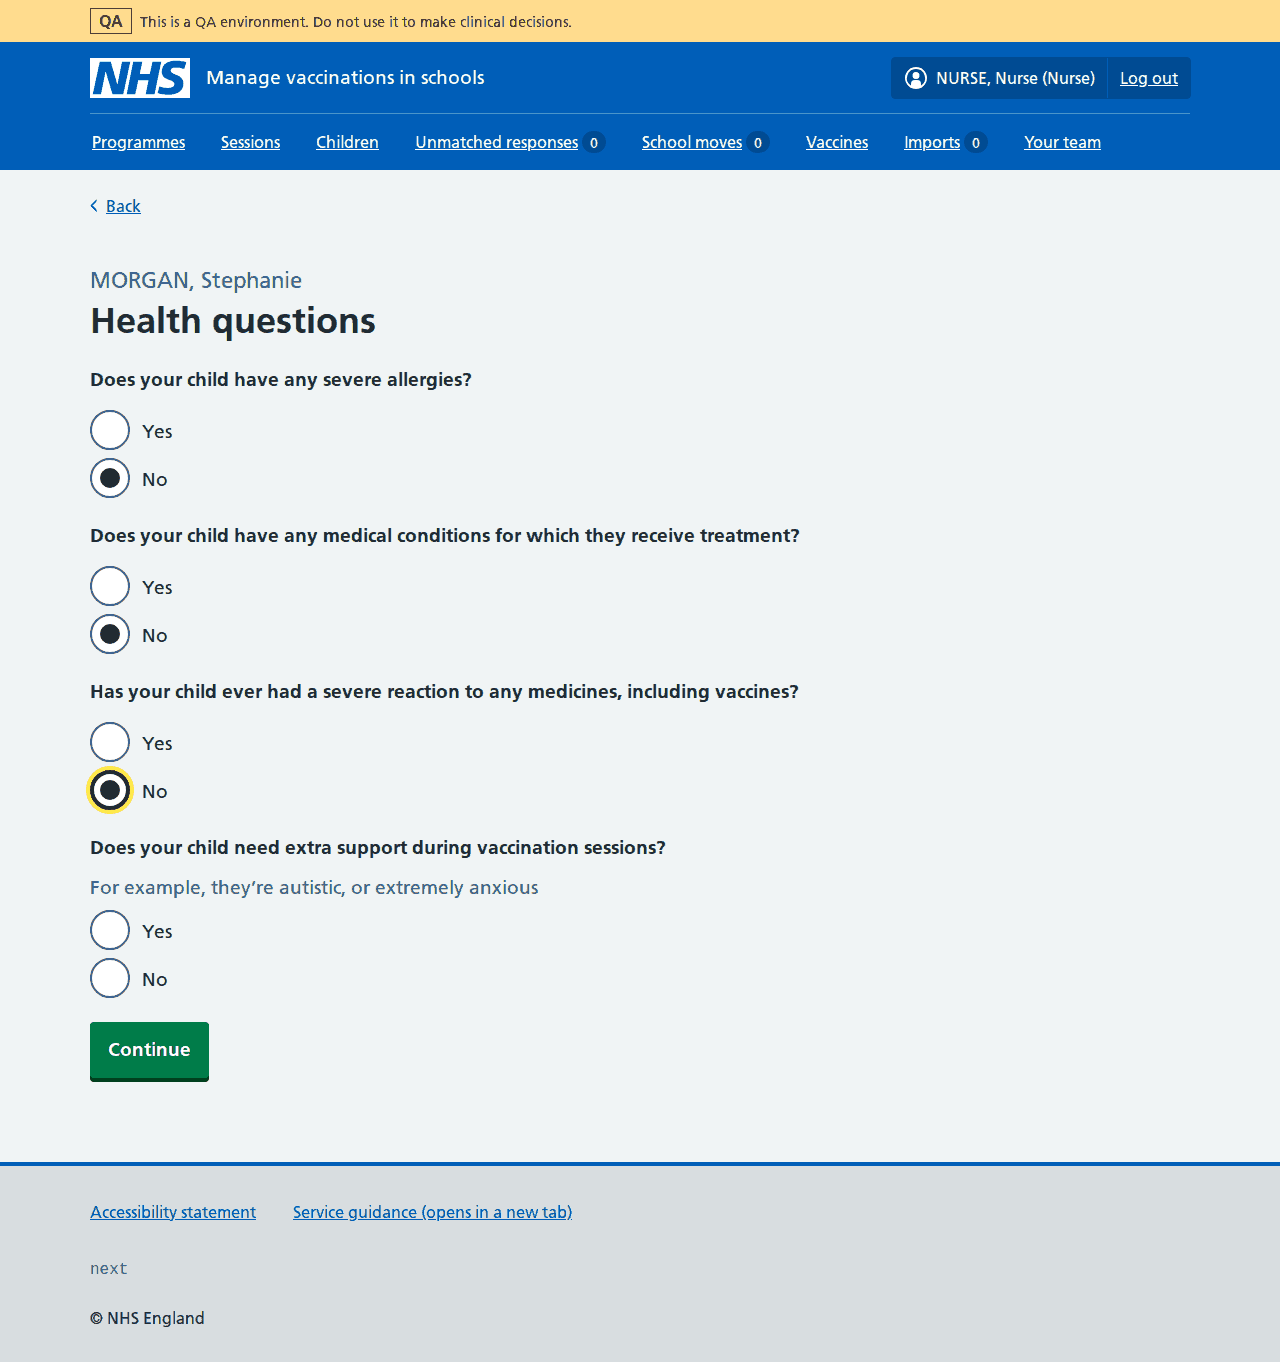 QA This is a QA environment. Do not use it to make clinical decisions.
NHS Manage vaccinations in schools NURSE, Nurse (Nurse) Log out
Programmes Sessions Children Unmatched responses 0 School moves 0 Vaccines Imports 0 Your team
Back
MORGAN, Stephanie
Health questions
Does your child have any severe allergies?
Yes
No
Does your child have any medical conditions for which they receive treatment?
Yes
No
Has your child ever had a severe reaction to any medicines, including vaccines?
Yes
No
Does your child need extra support during vaccination sessions?
For example, they’re autistic, or extremely anxious
Yes
No
Continue
Accessibility statement Service guidance (opens in a new tab)
next
© NHS England